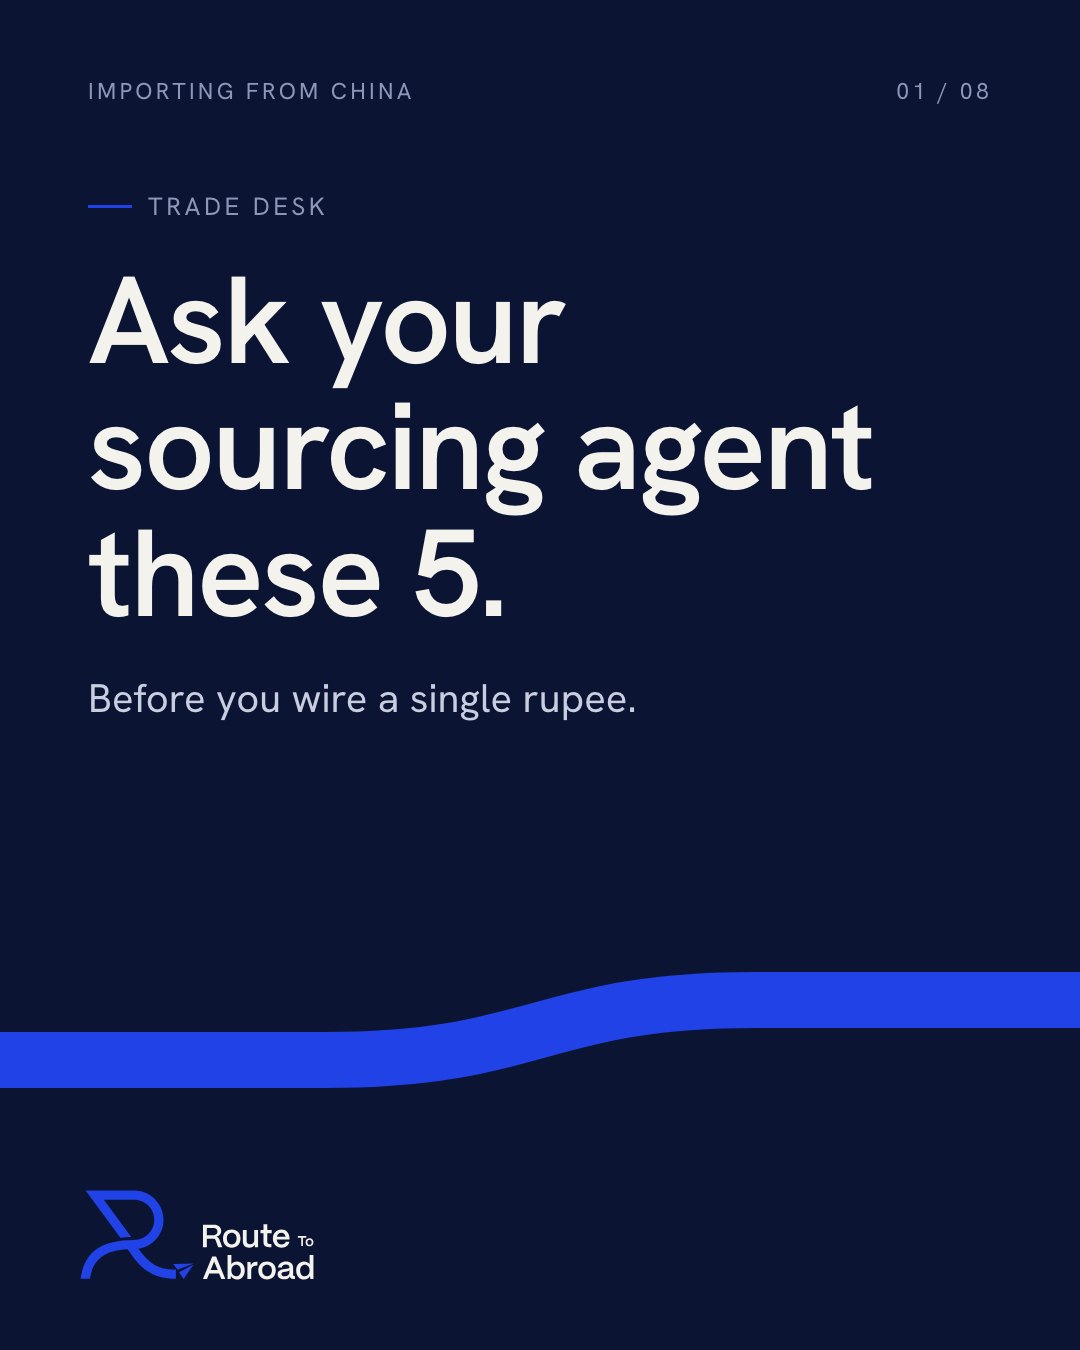 IMPORTING FROM CHINA
01 / 08
TRADE DESK
Ask your
sourcing agent
these 5.
Before you wire a single rupee.
Route To
Abroad